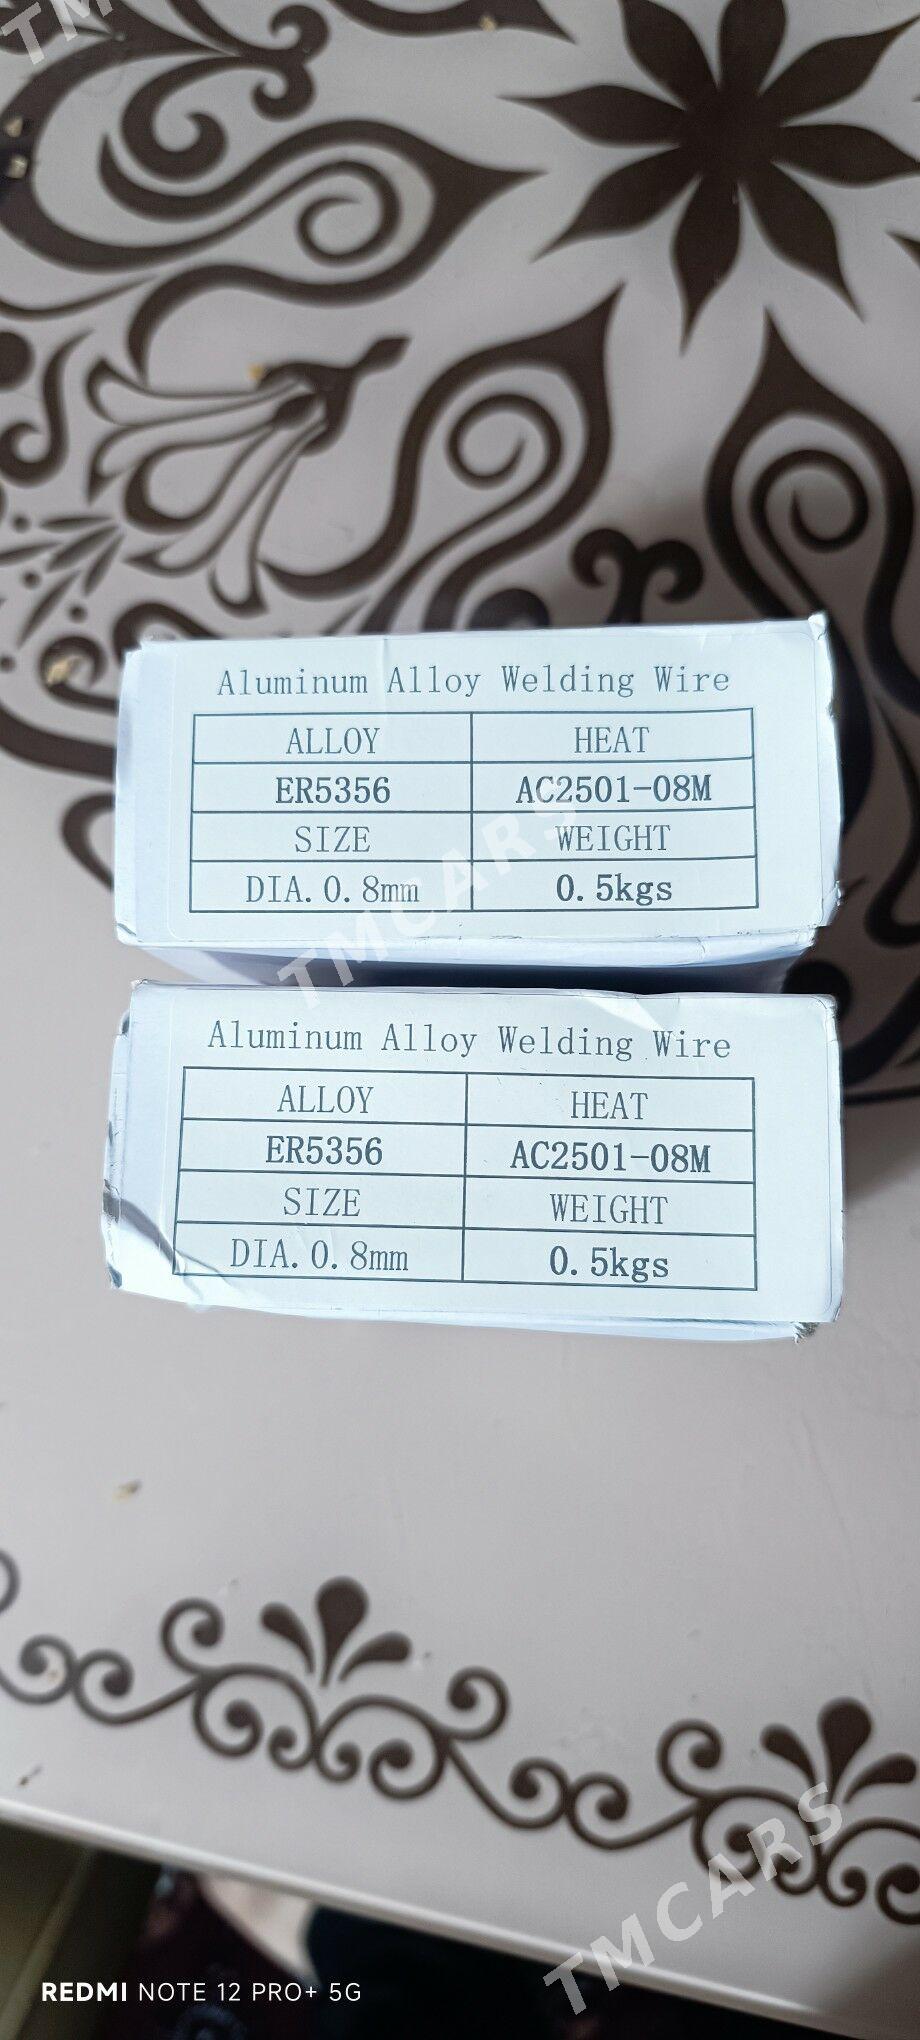 TM
Aluminum Alloy Welding Wire
ALLOY HEAT
ER5356 AC2501-08M
SIZE WEIGHT
DIA. 0. 8mm 0. 5kgs
TMCARS
Aluminum Alloy Welding Wire
ALLOY HEAT
ER5356 AC2501-08M
SIZE WEIGHT
DIA. 0. 8mm 0. 5kgs
TMCARS
REDMI NOTE 12 PRO+ 5G